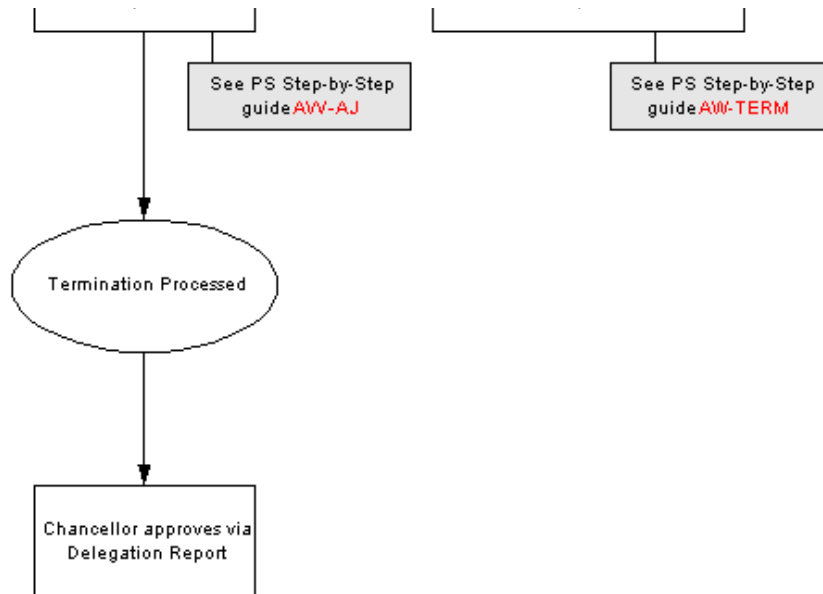 See PS Step-by-Step
guide AW-AJ
See PS Step-by-Step
guide AW-TERM
Termination Processed
Chancellor approves via
Delegation Report